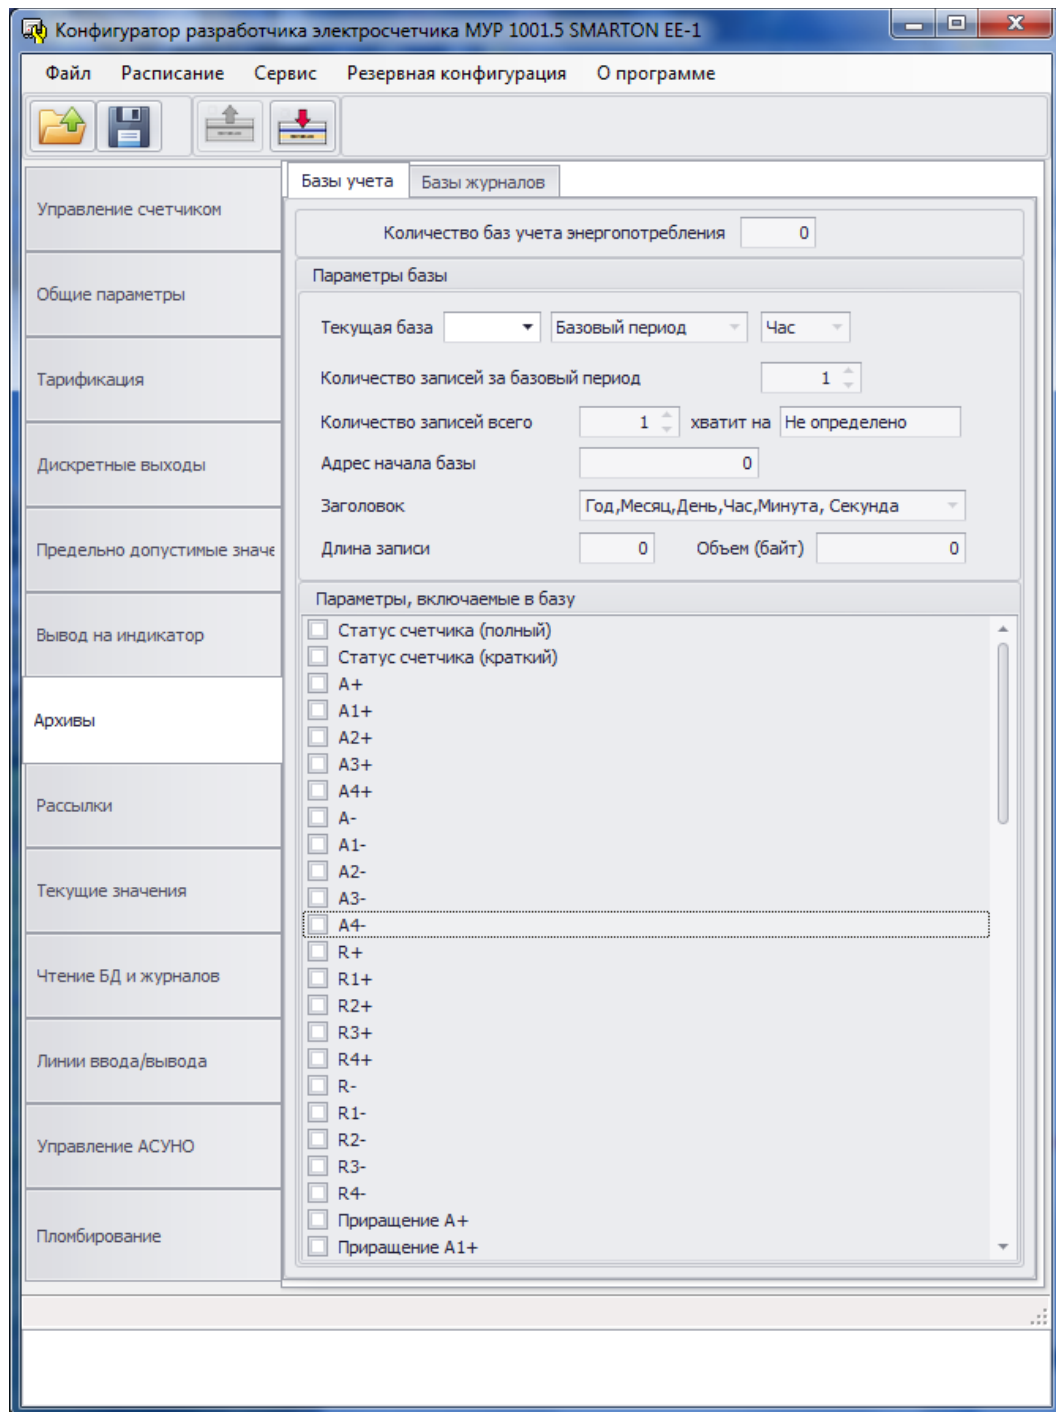 Конфигуратор разработчика электросчетчика МУР 1001.5 SMARTON EE-1
Файл Расписание Сервис Резервная конфигурация О программе
Управление счетчиком
Общие параметры
Тарификация
Дискретные выходы
Предельно допустимые значе
Вывод на индикатор
Архивы
Рассылки
Текущие значения
Чтение БД и журналов
Линии ввода/вывода
Управление АСУНО
Пломбирование
Базы учета Базы журналов
Количество баз учета энергопотребления 0
Параметры базы
Текущая база Базовый период Час
Количество записей за базовый период 1
Количество записей всего 1 хватит на Не определено
Адрес начала базы 0
Заголовок Год,Месяц,День,Час,Минута, Секунда
Длина записи 0 Объем (байт) 0
Параметры, включаемые в базу
Статус счетчика (полный)
Статус счетчика (краткий)
A+
A1+
A2+
A3+
A4+
A-
A1-
A2-
A3-
A4-
R+
R1+
R2+
R3+
R4+
R-
R1-
R2-
R3-
R4-
Приращение A+
Приращение A1+